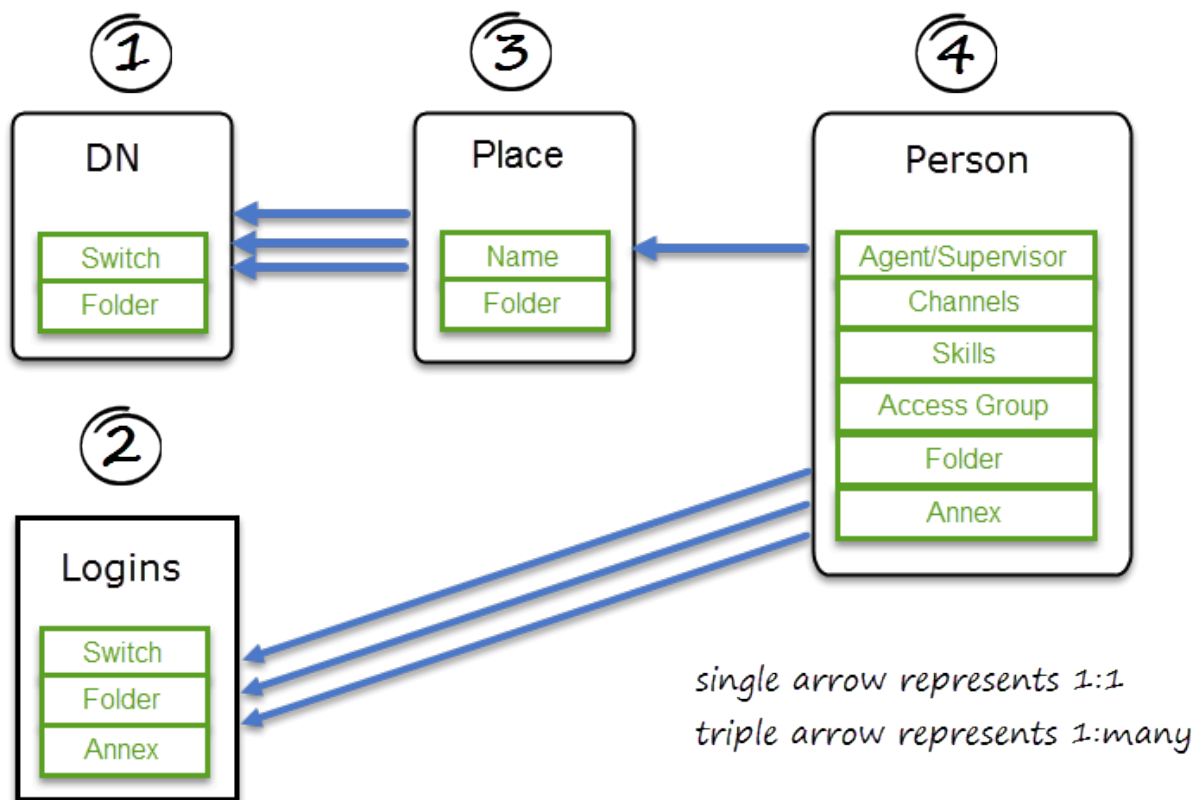 1
DN
Switch
Folder
3
Place
Name
Folder
4
Person
Agent/Supervisor
Channels
Skills
Access Group
Folder
Annex
2
Logins
Switch
Folder
Annex
single arrow represents 1:1
triple arrow represents 1:many